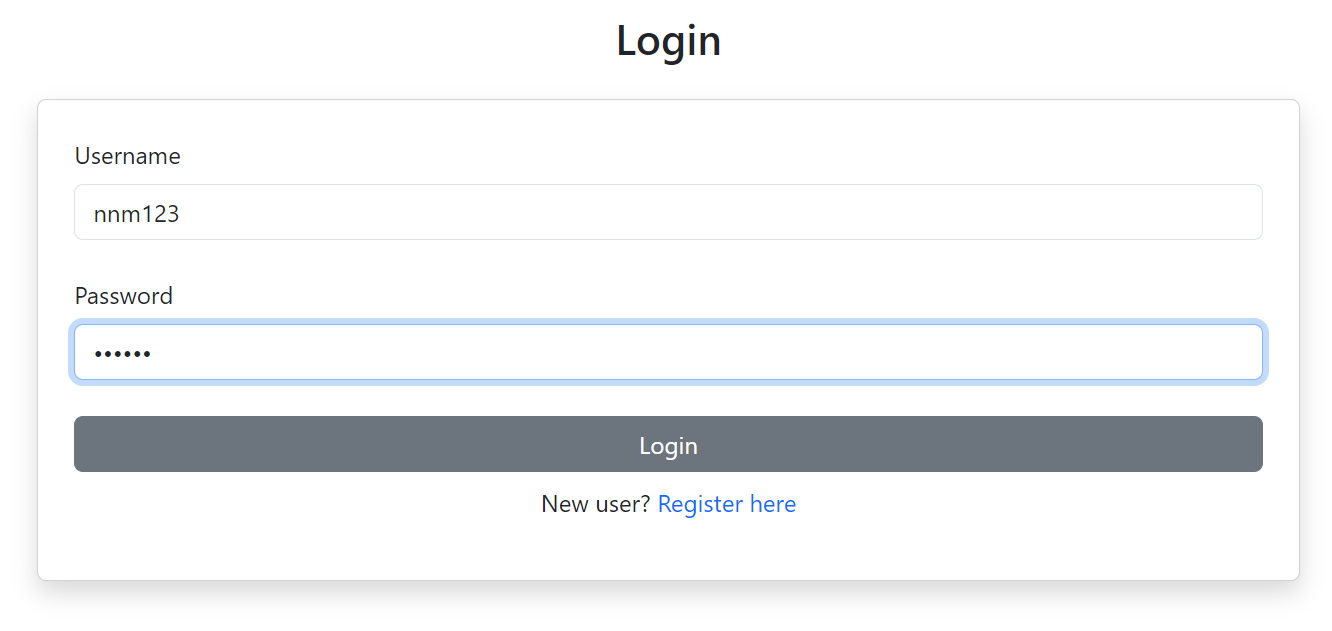 Login
Username
nnm123
Password
••••••
Login
New user? Register here